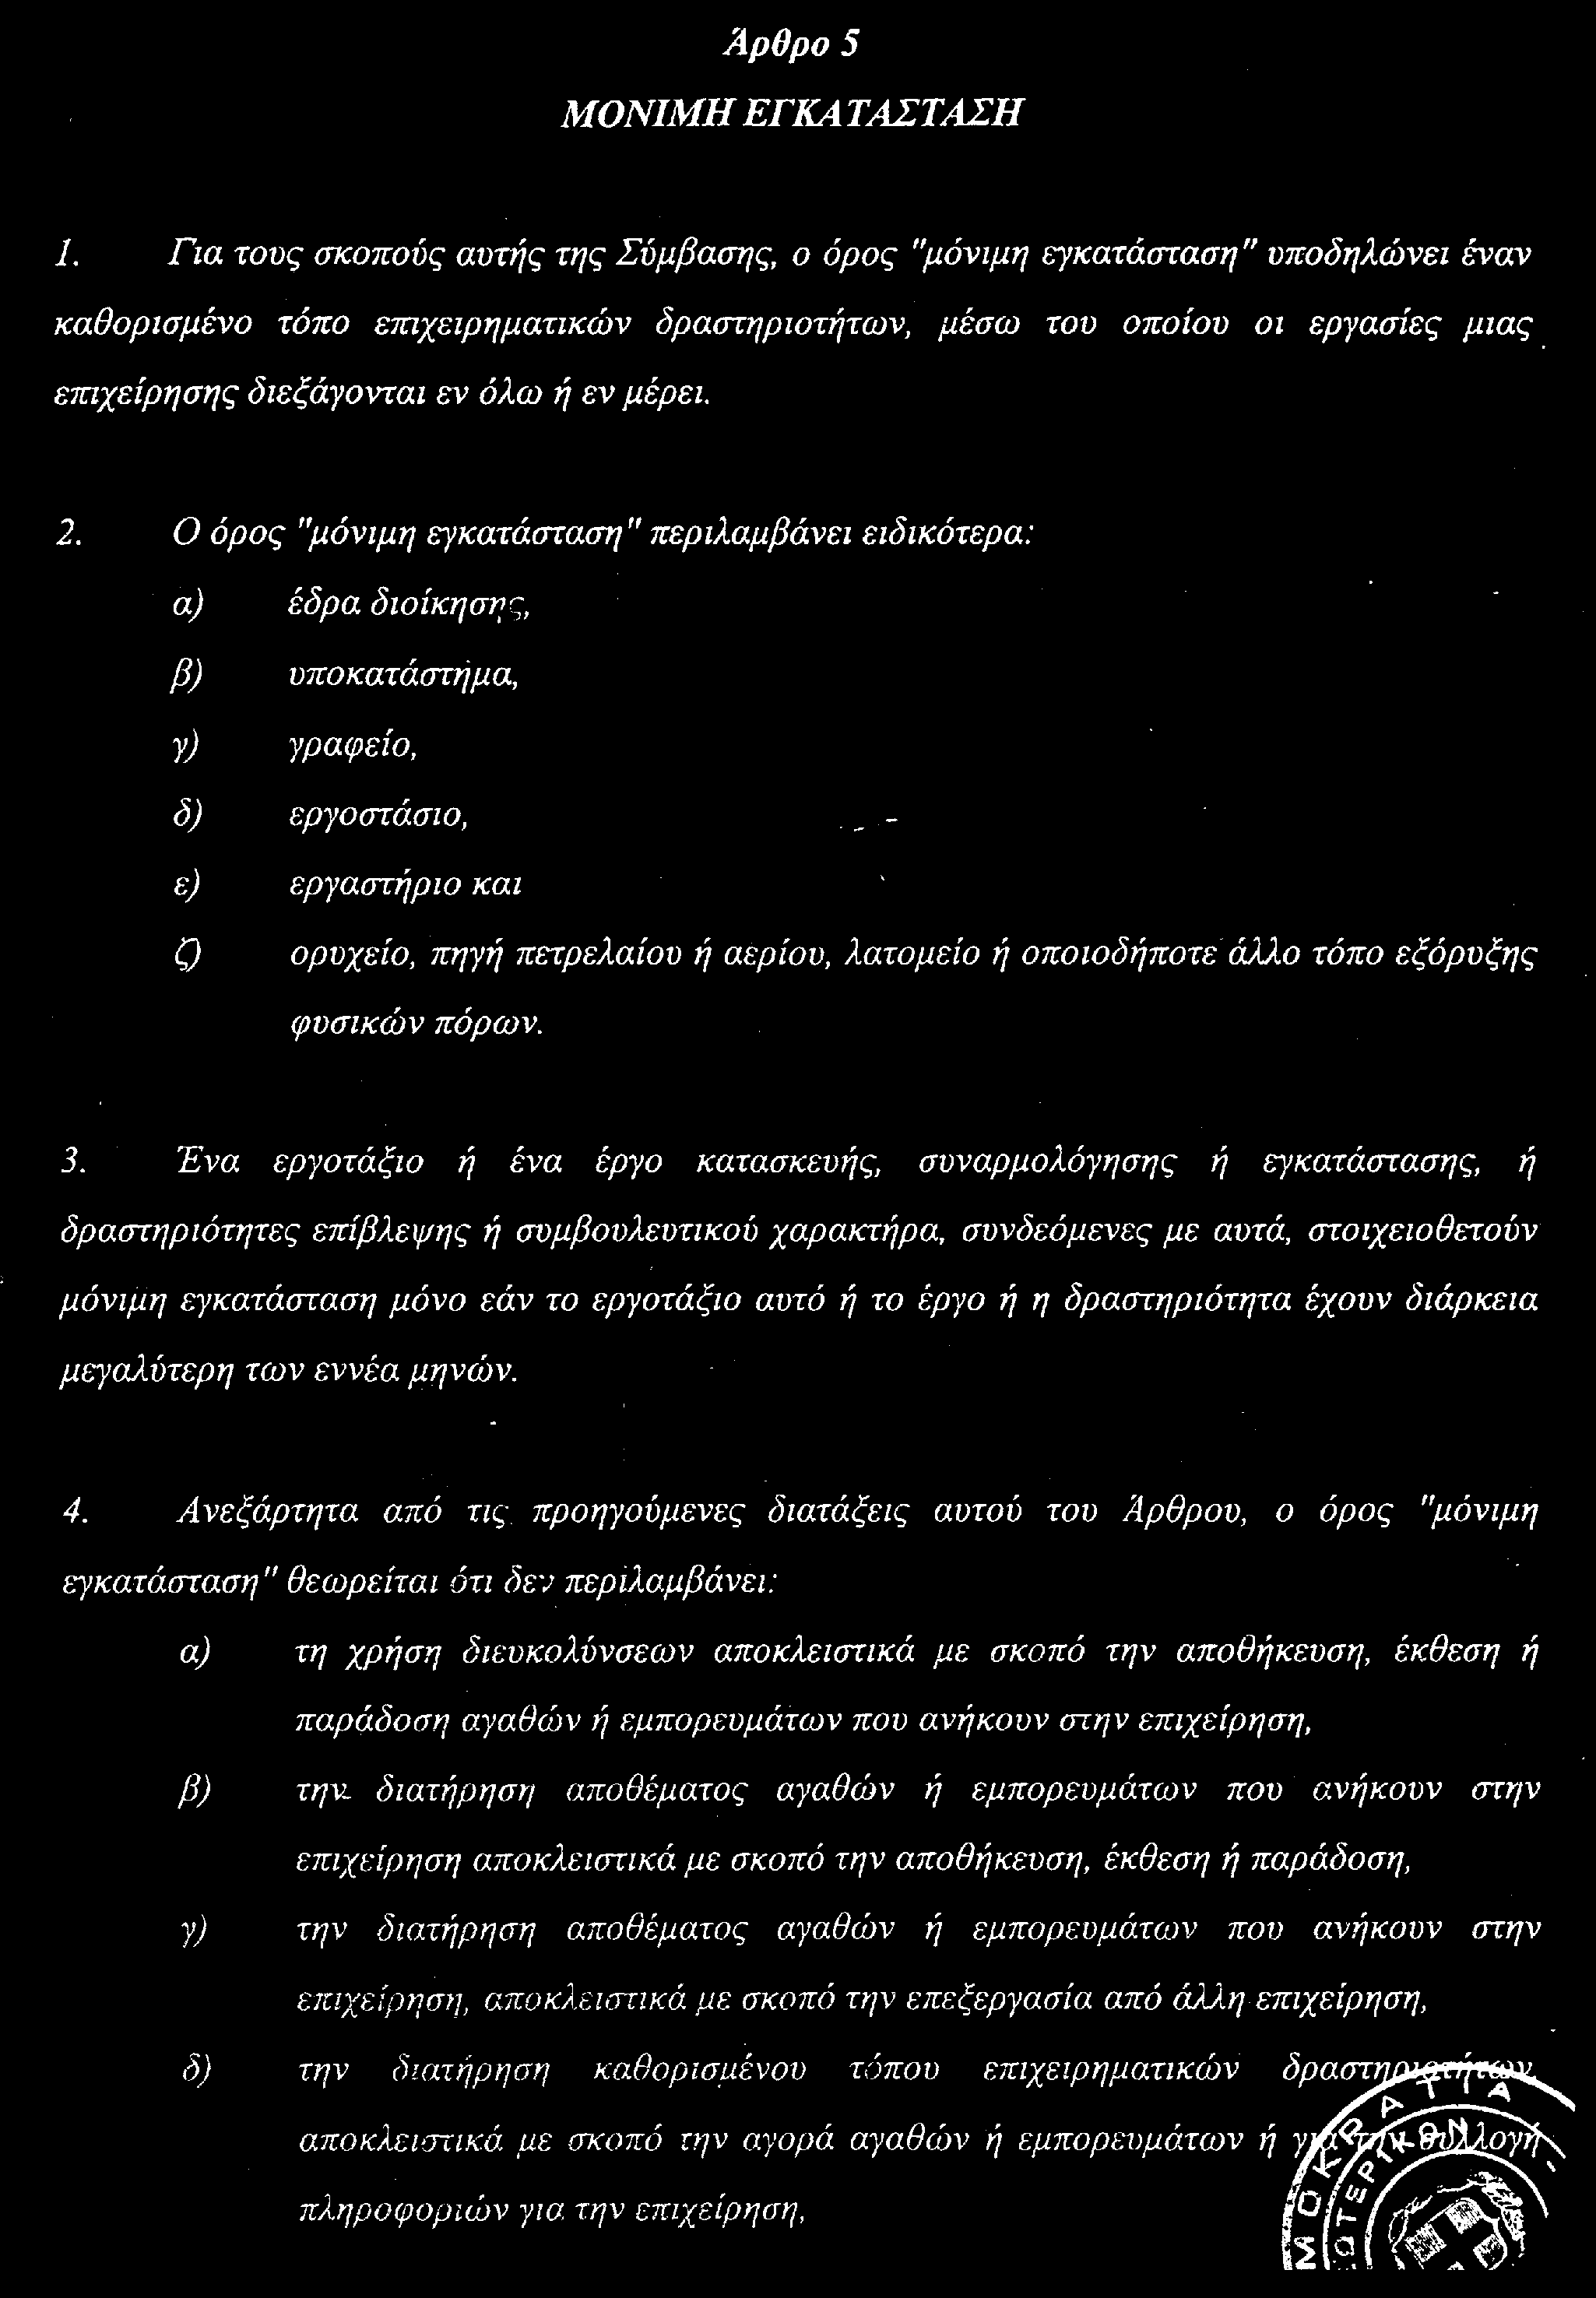 Άρθρο 5
ΜΟΝΙΜΗ ΕΓΚΑΤΑΣΤΑΣΗ
1. Για τους σκοπούς αυτής της Σύμβασης, ο όρος "μόνιμη εγκατάσταση" υποδηλώνει έναν
καθορισμένο τόπο επιχειρηματικών δραστηριοτήτων, μέσω του οποίου οι εργασίες μιας
επιχείρησης διεξάγονται εν όλω ή εν μέρει.
2. Ο όρος "μόνιμη εγκατάσταση" περιλαμβάνει ειδικότερα:
α) έδρα διοίκησης,
β) υποκατάστημα,
γ) γραφείο,
δ) εργοστάσιο,
ε) εργαστήριο και
ζ) ορυχείο, πηγή πετρελαίου ή αερίου, λατομείο ή οποιοδήποτε άλλο τόπο εξόρυξης
φυσικών πόρων.
3. Ένα εργοτάξιο ή ένα έργο κατασκευής, συναρμολόγησης ή εγκατάστασης, ή
δραστηριότητες επίβλεψης ή συμβουλευτικού χαρακτήρα, συνδεόμενες με αυτά, στοιχειοθετούν
μόνιμη εγκατάσταση μόνο εάν το εργοτάξιο αυτό ή το έργο ή η δραστηριότητα έχουν διάρκεια
μεγαλύτερη των εννέα μηνών.
4. Ανεξάρτητα από τις προηγούμενες διατάξεις αυτού του Άρθρου, ο όρος "μόνιμη
εγκατάσταση" θεωρείται ότι δεν περιλαμβάνει:
α) τη χρήση διευκολύνσεων αποκλειστικά με σκοπό την αποθήκευση, έκθεση ή
παράδοση αγαθών ή εμπορευμάτων που ανήκουν στην επιχείρηση,
β) την διατήρηση αποθέματος αγαθών ή εμπορευμάτων που ανήκουν στην
επιχείρηση αποκλειστικά με σκοπό την αποθήκευση, έκθεση ή παράδοση,
γ) την διατήρηση αποθέματος αγαθών ή εμπορευμάτων που ανήκουν στην
επιχείρηση, αποκλειστικά με σκοπό την επεξεργασία από άλλη επιχείρηση,
δ) την διατήρηση καθορισμένου τόπου επιχειρηματικών δραστηριοτήτων,
αποκλειστικά με σκοπό την αγορά αγαθών ή εμπορευμάτων ή για την συλλογή
πληροφοριών για την επιχείρηση,